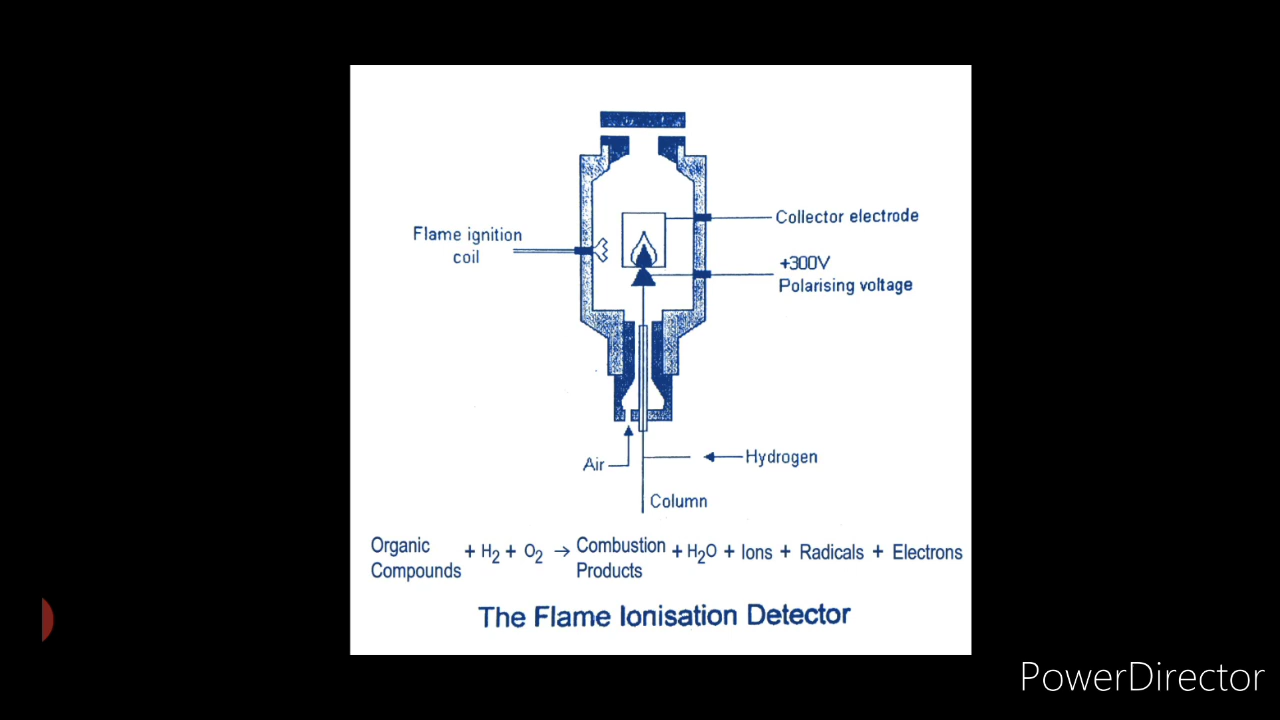 Collector electrode
Flame ignition
coil
+300V
Polarising voltage
Air
Hydrogen
Column
Organic Compounds + H₂ + O₂ → Combustion Products + H₂O + Ions + Radicals + Electrons
The Flame Ionisation Detector
PowerDirector